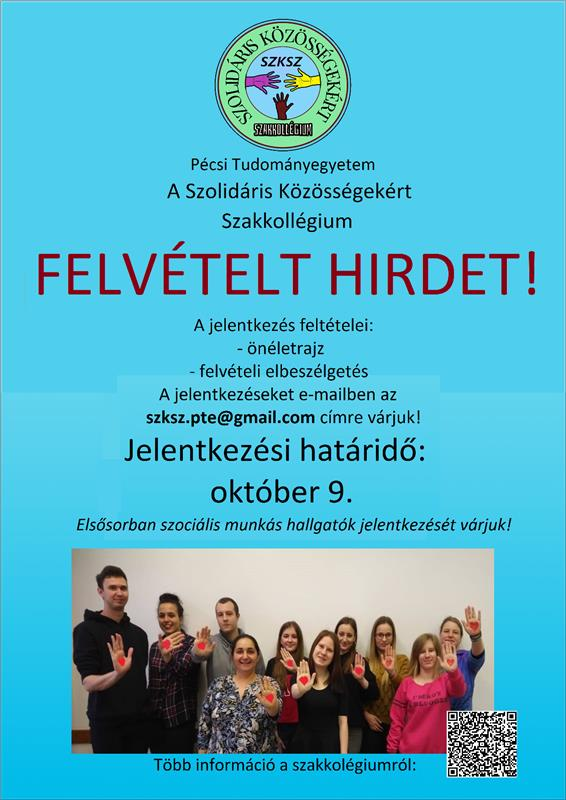 SZOLIDÁRIS KÖZÖSSÉGEKÉRT
SZKSZ
SZAKKOLLÉGIUM
Pécsi Tudományegyetem
A Szolidáris Közösségekért
Szakkollégium
FELVÉTELT HIRDET!
A jelentkezés feltételei:
- önéletrajz
- felvételi elbeszélgetés
A jelentkezéseket e-mailben az
szksz.pte@gmail.com címre várjuk!
Jelentkezési határidő:
október 9.
Elsősorban szociális munkás hallgatók jelentkezését várjuk!
Több információ a szakkolégiumról: